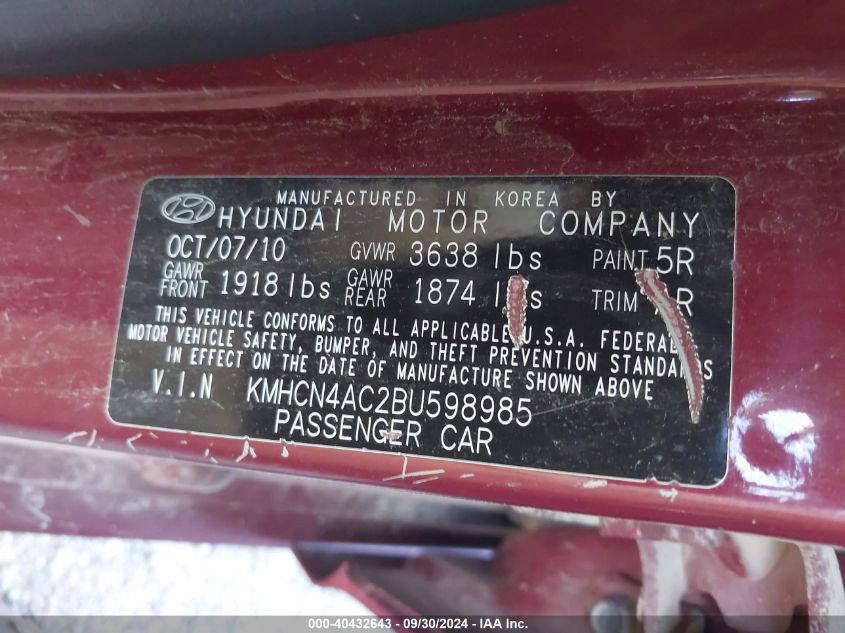 MANUFACTURED IN KOREA BY
HYUNDAI MOTOR COMPANY
OCT/07/10 GVWR 3638 lbs PAINT 5R
GAWR FRONT 1918 lbs GAWR REAR 1874 TRIM
THIS VEHICLE CONFORMS TO ALL APPLICABLE U.S.A. FEDERAL
MOTOR VEHICLE SAFETY, BUMPER, AND THEFT PREVENTION STANDARDS
IN EFFECT ON THE DATE OF MANUFACTURE SHOWN ABOVE
V.I.N KMHCN4AC2BU598985
PASSENGER CAR
000-40432643 / 09/30/2024 - IAA Inc.